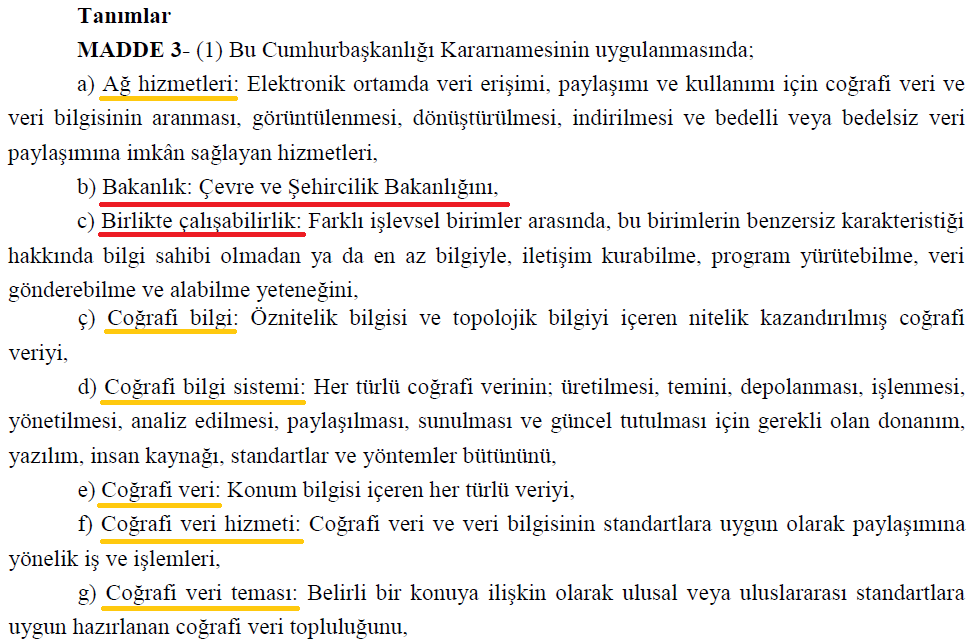 Tanımlar
MADDE 3- (1) Bu Cumhurbaşkanlığı Kararnamesinin uygulanmasında;
a) Ağ hizmetleri: Elektronik ortamda veri erişimi, paylaşımı ve kullanımı için coğrafi veri ve
veri bilgisinin aranması, görüntülenmesi, dönüştürülmesi, indirilmesi ve bedelli veya bedelsiz veri
paylaşımına imkân sağlayan hizmetleri,
b) Bakanlık: Çevre ve Şehircilik Bakanlığını,
c) Birlikte çalışabilirlik: Farklı işlevsel birimler arasında, bu birimlerin benzersiz karakteristiği
hakkında bilgi sahibi olmadan ya da en az bilgiyle, iletişim kurabilme, program yürütebilme, veri
gönderebilme ve alabilme yeteneğini,
ç) Coğrafi bilgi: Öznitelik bilgisi ve topolojik bilgiyi içeren nitelik kazandırılmış coğrafi
veriyi,
d) Coğrafi bilgi sistemi: Her türlü coğrafi verinin; üretilmesi, temini, depolanması, işlenmesi,
yönetilmesi, analiz edilmesi, paylaşılması, sunulması ve güncel tutulması için gerekli olan donanım,
yazılım, insan kaynağı, standartlar ve yöntemler bütününü,
e) Coğrafi veri: Konum bilgisi içeren her türlü veriyi,
f) Coğrafi veri hizmeti: Coğrafi veri ve veri bilgisinin standartlara uygun olarak paylaşımına
yönelik iş ve işlemleri,
g) Coğrafi veri teması: Belirli bir konuya ilişkin olarak ulusal veya uluslararası standartlara
uygun hazırlanan coğrafi veri topluluğunu,